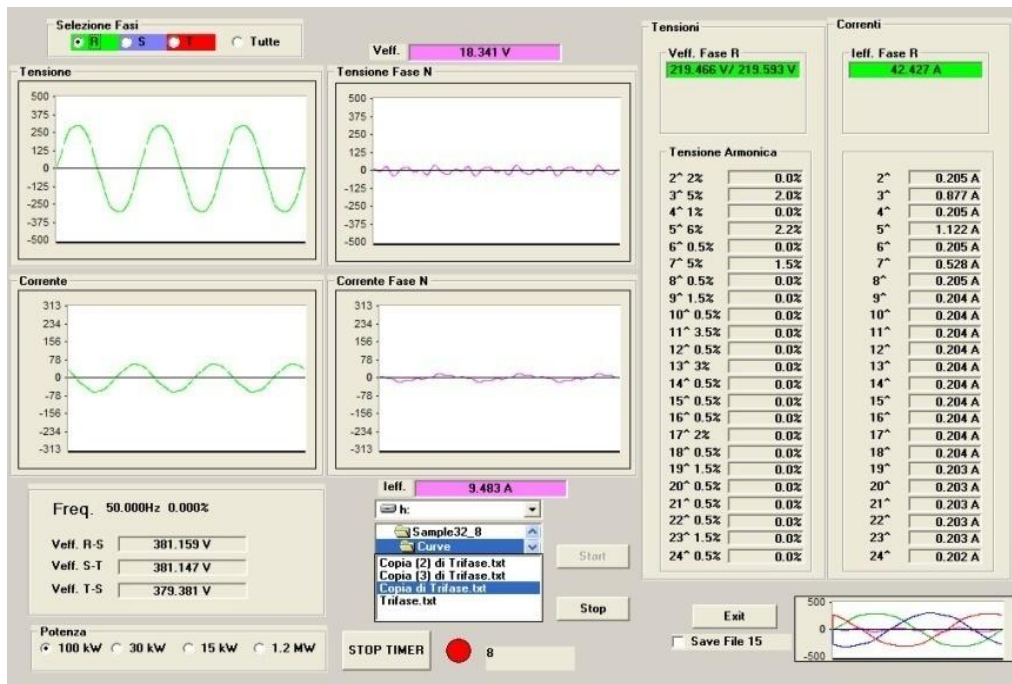 Selezione Fasi
R S T Tutte
Veff. 18.341 V
Tensione
500
375
250
125
0
-125
-250
-375
-500
Tensione Fase N
500
375
250
125
0
-125
-250
-375
-500
Corrente
313
234
156
78
0
-78
-156
-234
-313
Corrente Fase N
313
234
156
78
0
-78
-156
-234
-313
Ieff. 9.483 A
Freq. 50.000Hz 0.000%
Veff. R-S 381.159 V
Veff. S-T 381.147 V
Veff. T-S 379.381 V
Potenza
100 kW 30 kW 15 kW 1.2 MW
h:
Sample32_8
Curve
Copia (2) di Trifase.txt
Copia (3) di Trifase.txt
Copia di Trifase.txt
Trifase.txt
Start
Stop
STOP TIMER
8
Tensioni
Veff. Fase R
219.466 V/ 219.593 V
Tensione Armonica
2^ 2% 0.0%
3^ 5% 2.0%
4^ 1% 0.0%
5^ 6% 2.2%
6^ 0.5% 0.0%
7^ 5% 1.5%
8^ 0.5% 0.0%
9^ 1.5% 0.0%
10^ 0.5% 0.0%
11^ 3.5% 0.0%
12^ 0.5% 0.0%
13^ 3% 0.0%
14^ 0.5% 0.0%
15^ 0.5% 0.0%
16^ 0.5% 0.0%
17^ 2% 0.0%
18^ 0.5% 0.0%
19^ 1.5% 0.0%
20^ 0.5% 0.0%
21^ 0.5% 0.0%
22^ 0.5% 0.0%
23^ 1.5% 0.0%
24^ 0.5% 0.0%
Correnti
Ieff. Fase R
42.427 A
2^ 0.205 A
3^ 0.877 A
4^ 0.205 A
5^ 1.122 A
6^ 0.205 A
7^ 0.528 A
8^ 0.205 A
9^ 0.204 A
10^ 0.204 A
11^ 0.204 A
12^ 0.204 A
13^ 0.204 A
14^ 0.204 A
15^ 0.204 A
16^ 0.204 A
17^ 0.204 A
18^ 0.204 A
19^ 0.203 A
20^ 0.203 A
21^ 0.203 A
22^ 0.203 A
23^ 0.203 A
24^ 0.202 A
Exit
Save File 15
500
0
-500